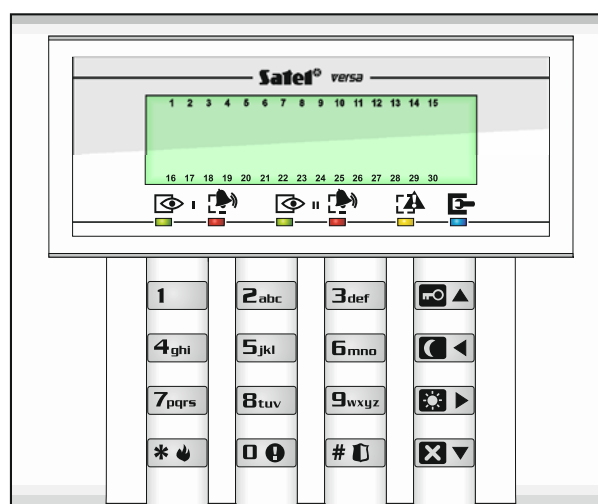 Satel versa
1 2 3 4 5 6 7 8 9 10 11 12 13 14 15
16 17 18 19 20 21 22 23 24 25 26 27 28 29 30
I II
1 2abc 3def
4ghi 5jkl 6mno
7pqrs 8tuv 9wxyz
* 0 #